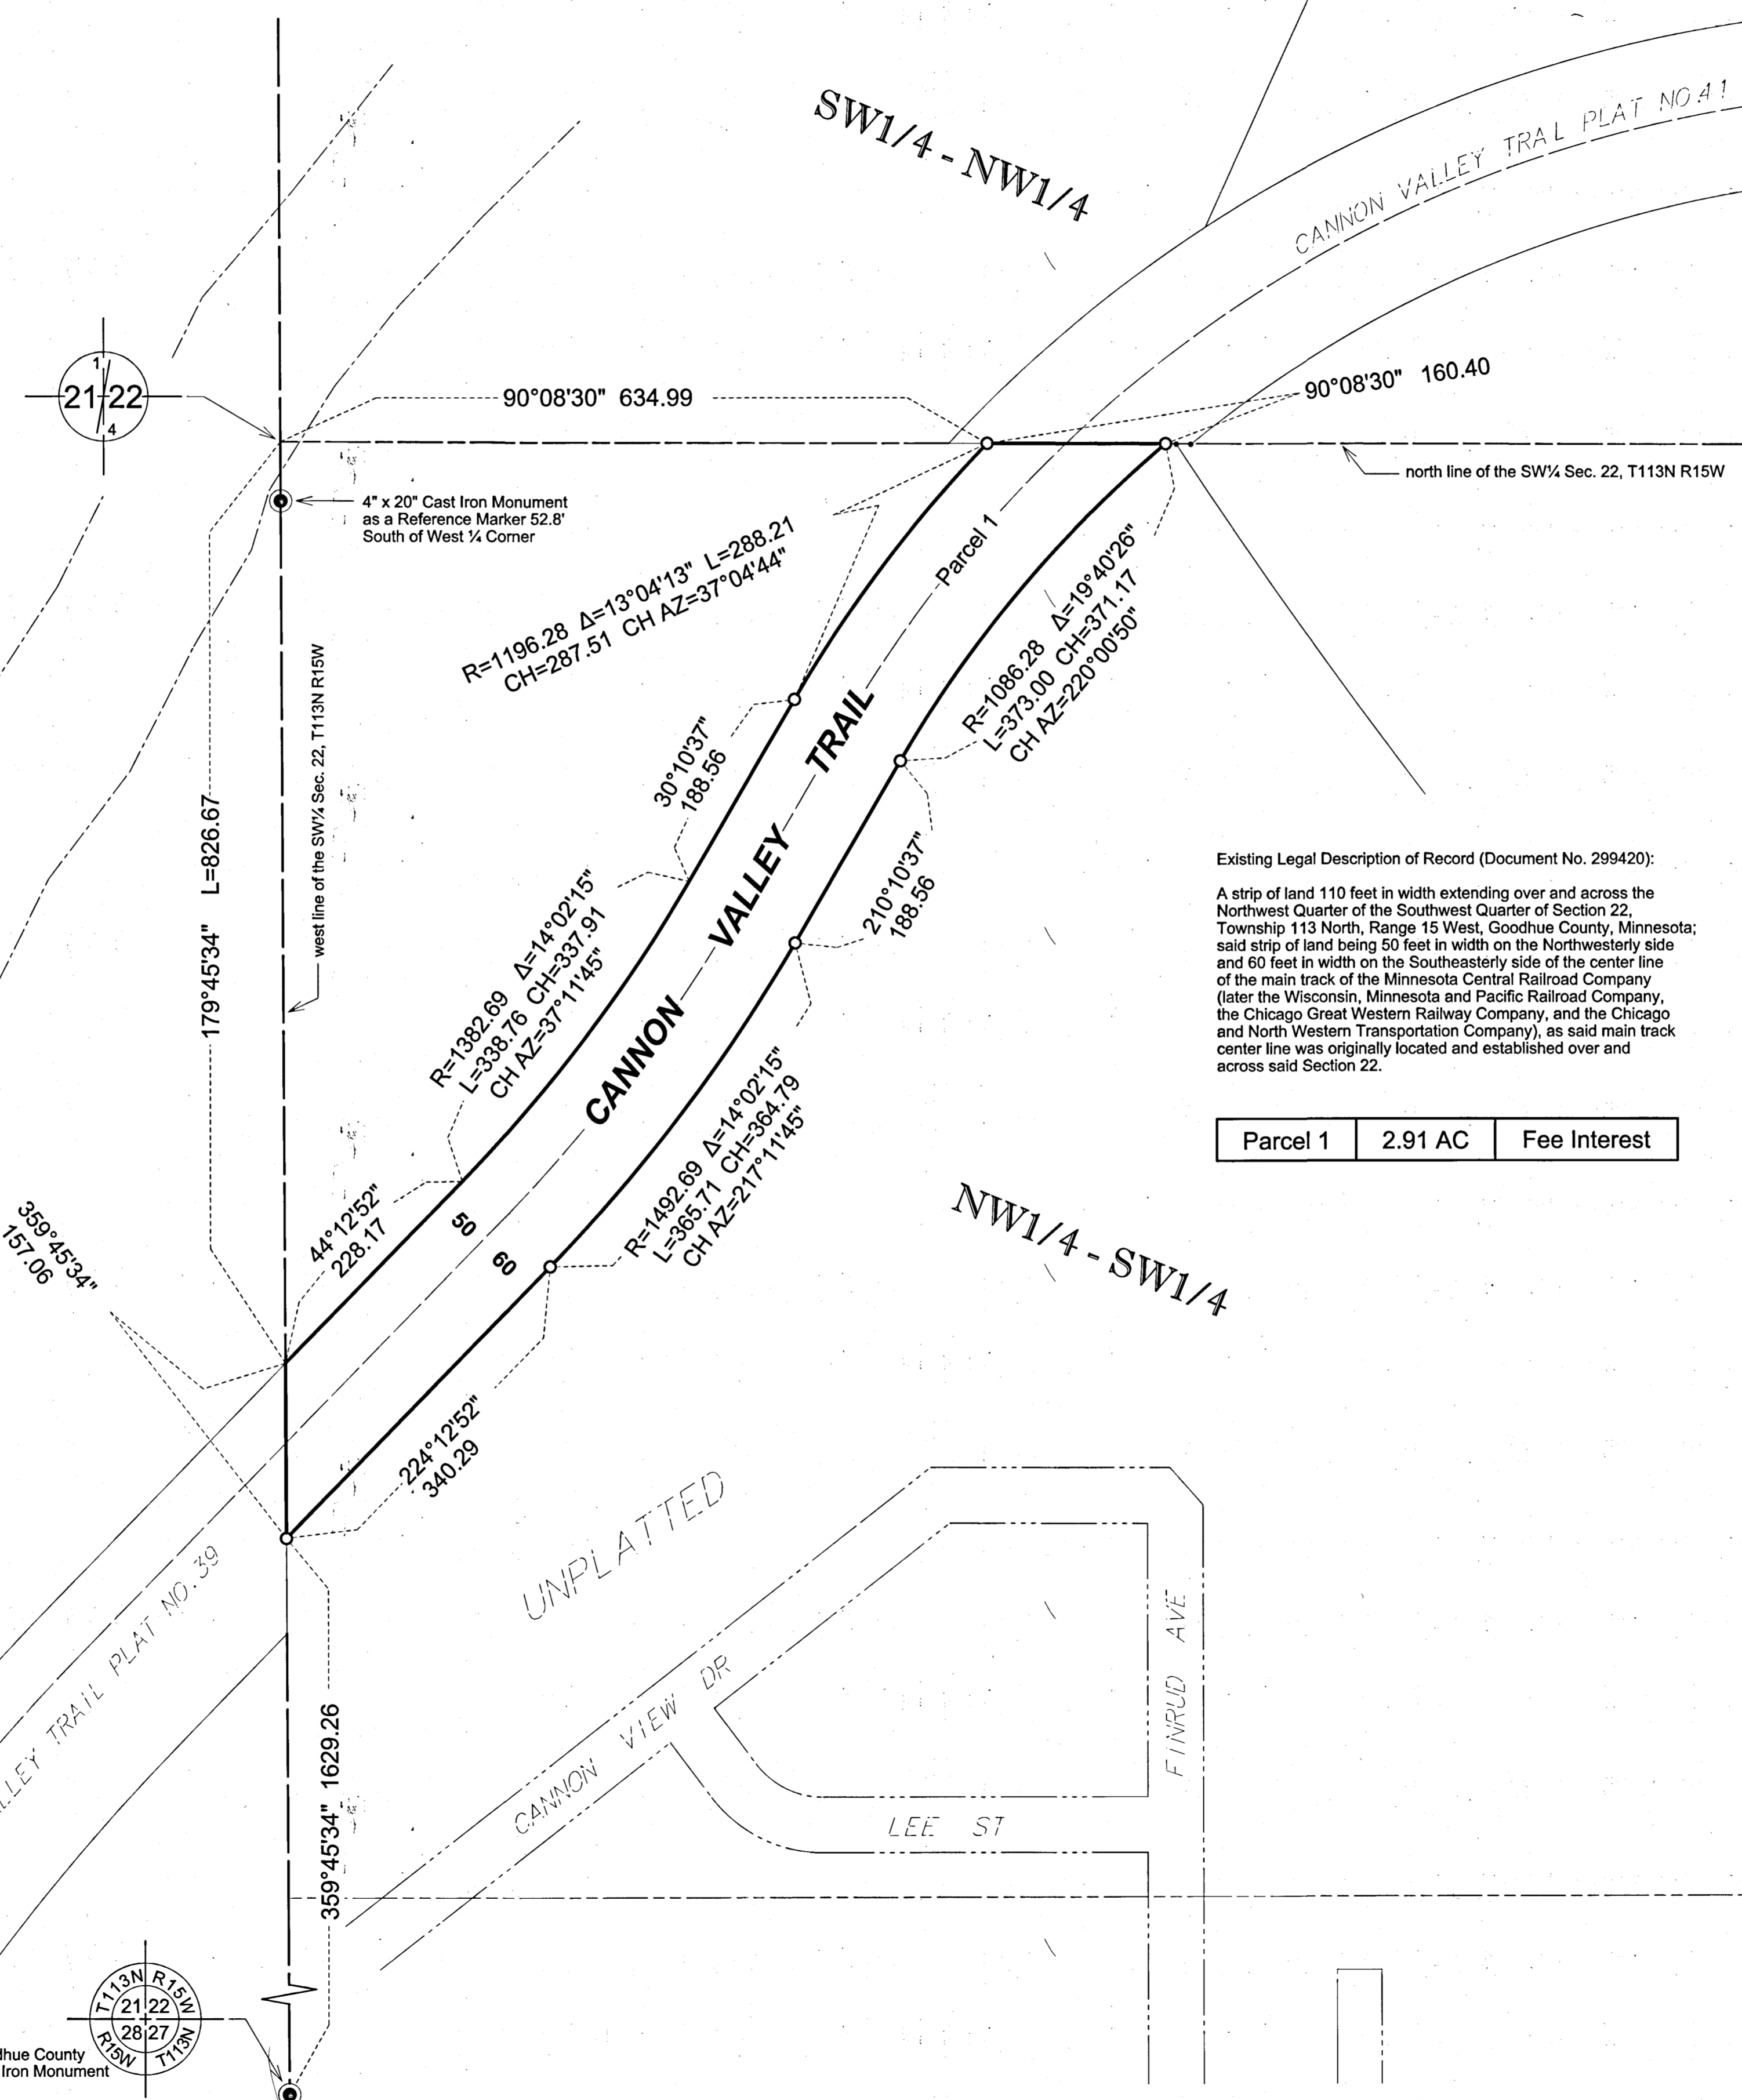 SW1/4 - NW1/4
CANNON VALLEY TRAIL PLAT NO.41
1
21 22
4
90°08'30" 634.99
90°08'30" 160.40
north line of the SW¼ Sec. 22, T113N R15W
4" x 20" Cast Iron Monument
as a Reference Marker 52.8'
South of West ¼ Corner
R=1196.28 Δ=13°04'13" L=288.21
CH=287.51 CH AZ=37°04'44"
Parcel 1
R=1086.28 Δ=19°40'26"
L=373.00 CH=371.17
CH AZ=220°00'50"
west line of the SW¼ Sec. 22, T113N R15W
179°45'34" L=826.67
30°10'37"
188.56
CANNON VALLEY TRAIL
210°10'37"
188.56
R=1382.69 Δ=14°02'15"
L=338.76 CH=337.91
CH AZ=37°11'45"
Existing Legal Description of Record (Document No. 299420):
A strip of land 110 feet in width extending over and across the
Northwest Quarter of the Southwest Quarter of Section 22,
Township 113 North, Range 15 West, Goodhue County, Minnesota;
said strip of land being 50 feet in width on the Northwesterly side
and 60 feet in width on the Southeasterly side of the center line
of the main track of the Minnesota Central Railroad Company
(later the Wisconsin, Minnesota and Pacific Railroad Company,
the Chicago Great Western Railway Company, and the Chicago
and North Western Transportation Company), as said main track
center line was originally located and established over and
across said Section 22.
Parcel 1 2.91 AC Fee Interest
R=1492.69 Δ=14°02'15"
L=365.71 CH=364.79
CH AZ=217°11'45"
NW1/4 - SW1/4
44°12'52"
228.17
50
60
359°45'34"
157.06
224°12'52"
340.29
UNPLATTED
LLEY TRAIL PLAT NO.39
CANNON VIEW DR
FINRUD AVE
LEE ST
359°45'34" 1629.26
T113N R15W
21 22
28 27
R15W T113N
dhue County
Iron Monument